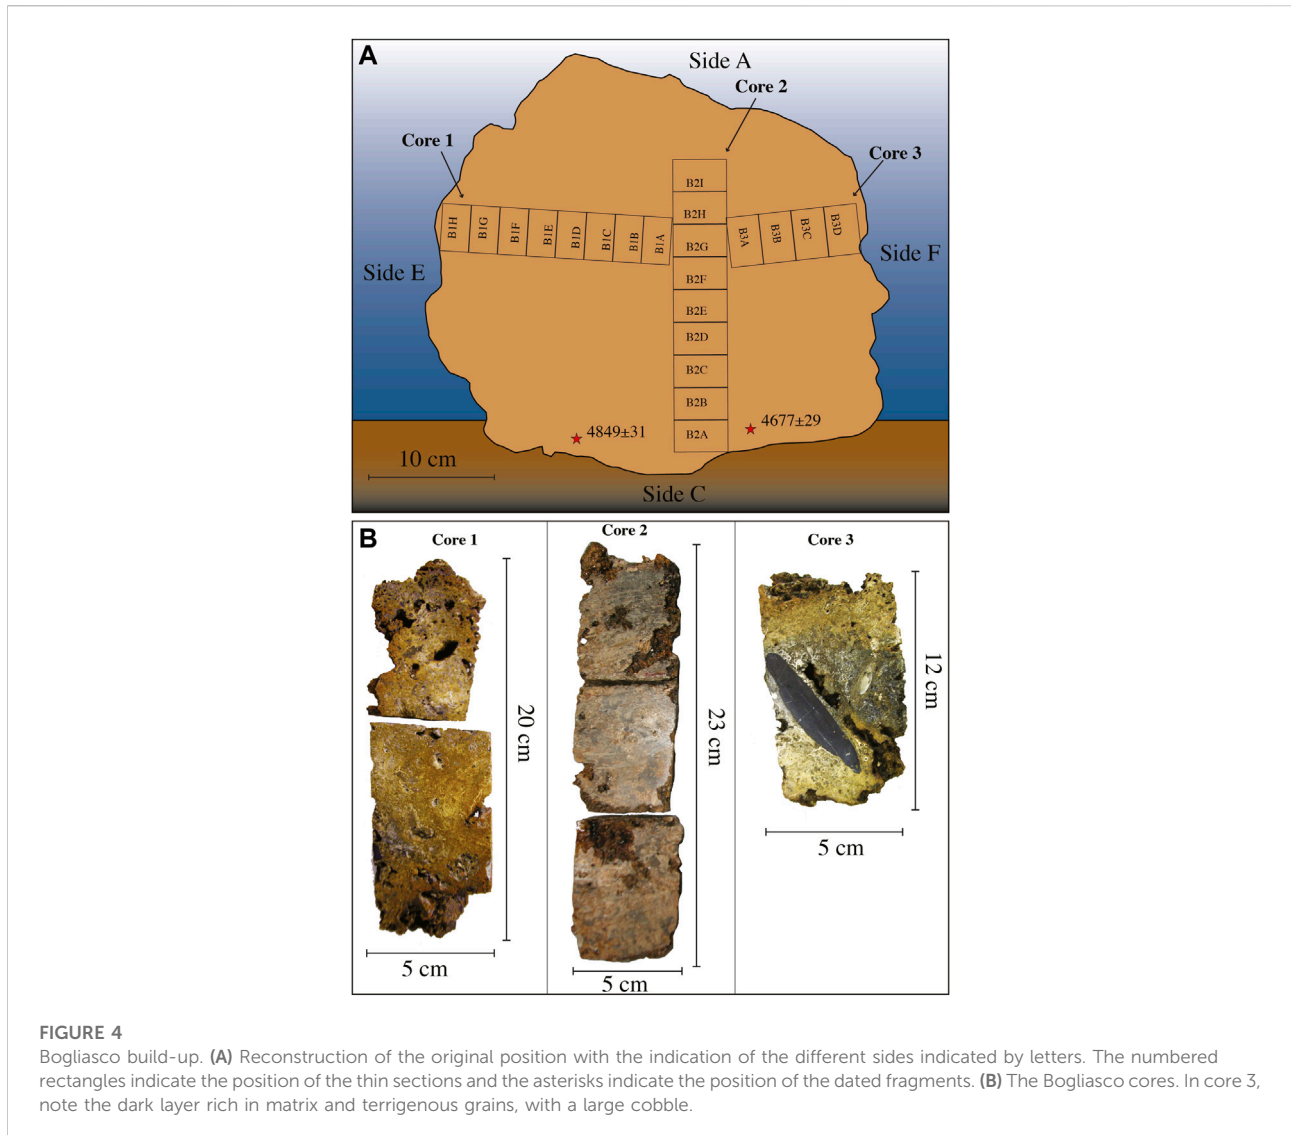 A
Side A
Core 2
Core 1
Core 3
B2I
B1H
B1G
B1F
B1E
B1D
B1C
B1B
B1A
B2H
B3A
B3B
B3C
B3D
B2G
Side E
Side F
B2F
B2E
B2D
B2C
B2B
B2A
4849±31
4677±29
10 cm
Side C
B
Core 1
Core 2
Core 3
20 cm
23 cm
12 cm
5 cm
5 cm
5 cm
FIGURE 4
Bogliasco build-up. (A) Reconstruction of the original position with the indication of the different sides indicated by letters. The numbered
rectangles indicate the position of the thin sections and the asterisks indicate the position of the dated fragments. (B) The Bogliasco cores. In core 3,
note the dark layer rich in matrix and terrigenous grains, with a large cobble.